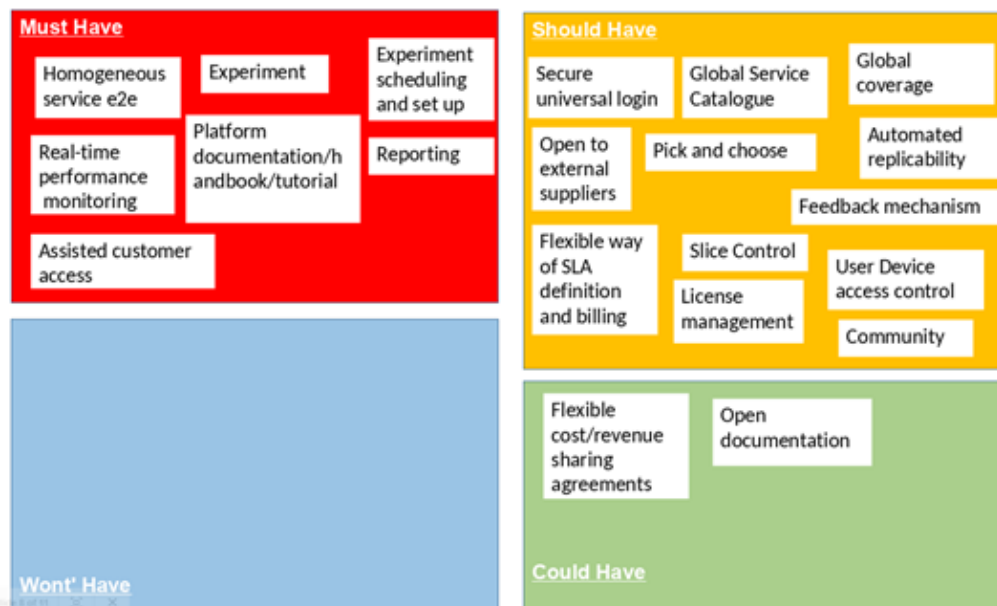 Must Have
Homogeneous
service e2e
Experiment
Experiment
scheduling
and set up
Real-time
performance
monitoring
Platform
documentation/h
andbook/tutorial
Reporting
Assisted customer
access
Should Have
Secure
universal login
Global Service
Catalogue
Global
coverage
Open to
external
suppliers
Pick and choose
Automated
replicability
Feedback mechanism
Flexible way
of SLA
definition
and billing
Slice Control
License
management
User Device
access control
Community
Wont' Have
Flexible
cost/revenue
sharing
agreements
Open
documentation
Could Have